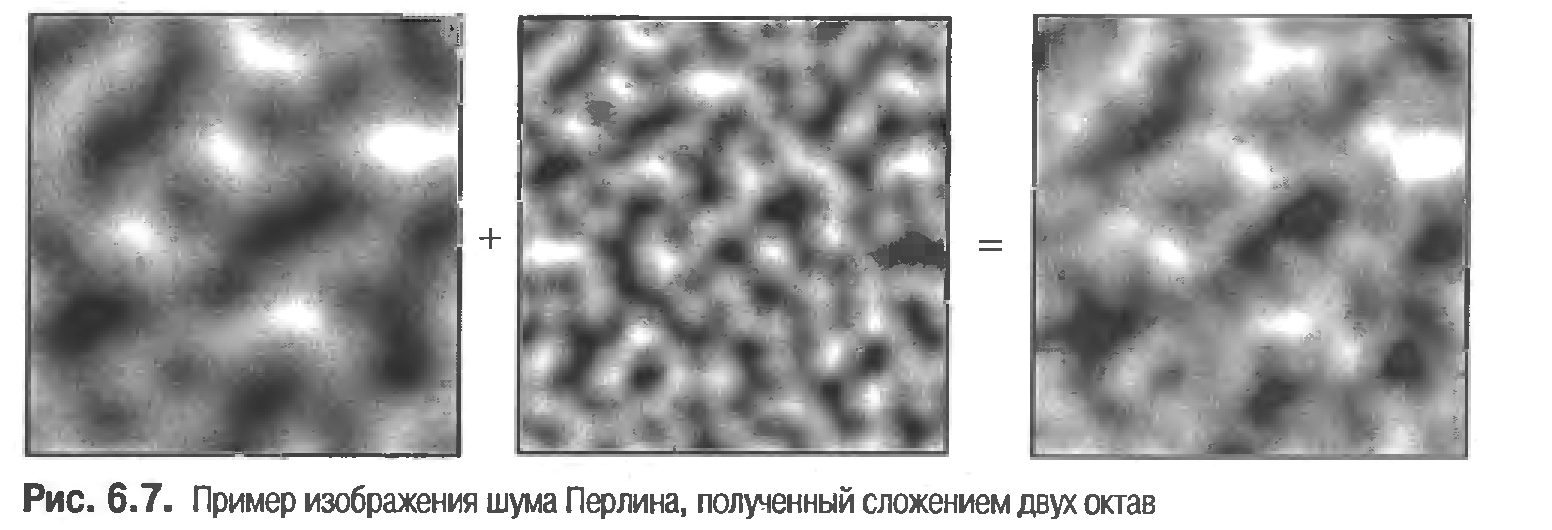 + =
Рис. 6.7. Пример изображения шума Перлина, полученный сложением двух октав